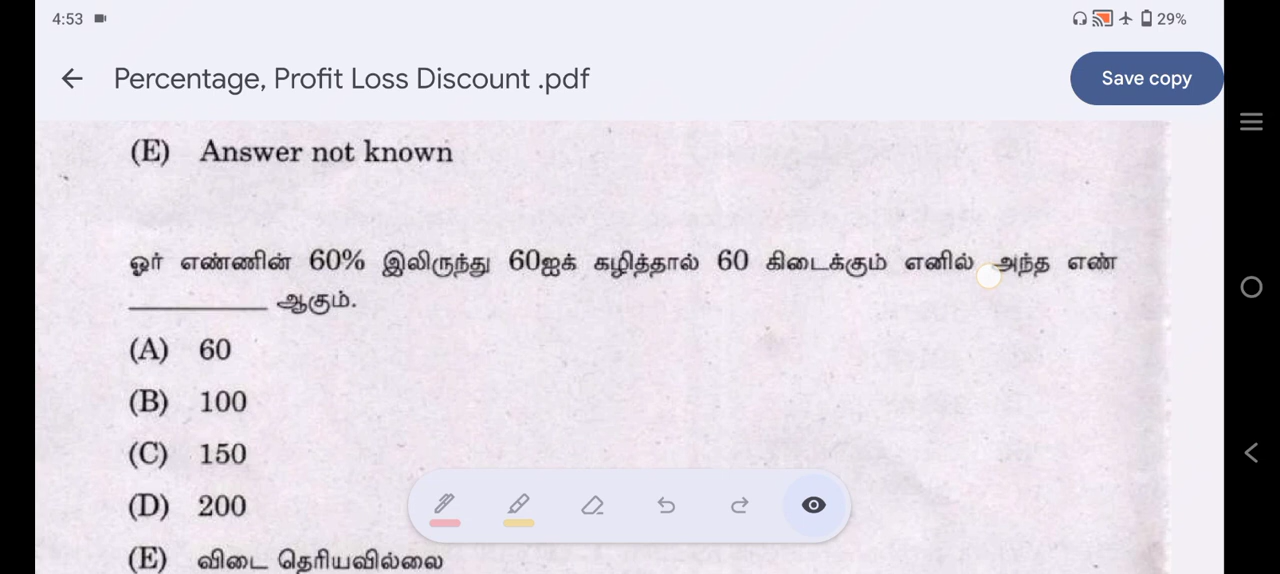 4:53
29%
Percentage, Profit Loss Discount .pdf
Save copy
(E) Answer not known
ஓர் எண்ணின் 60% இலிருந்து 60ஐக் கழித்தால் 60 கிடைக்கும் எனில் அந்த எண்
__________ ஆகும்.
(A) 60
(B) 100
(C) 150
(D) 200
(E) விடை தெரியவில்லை